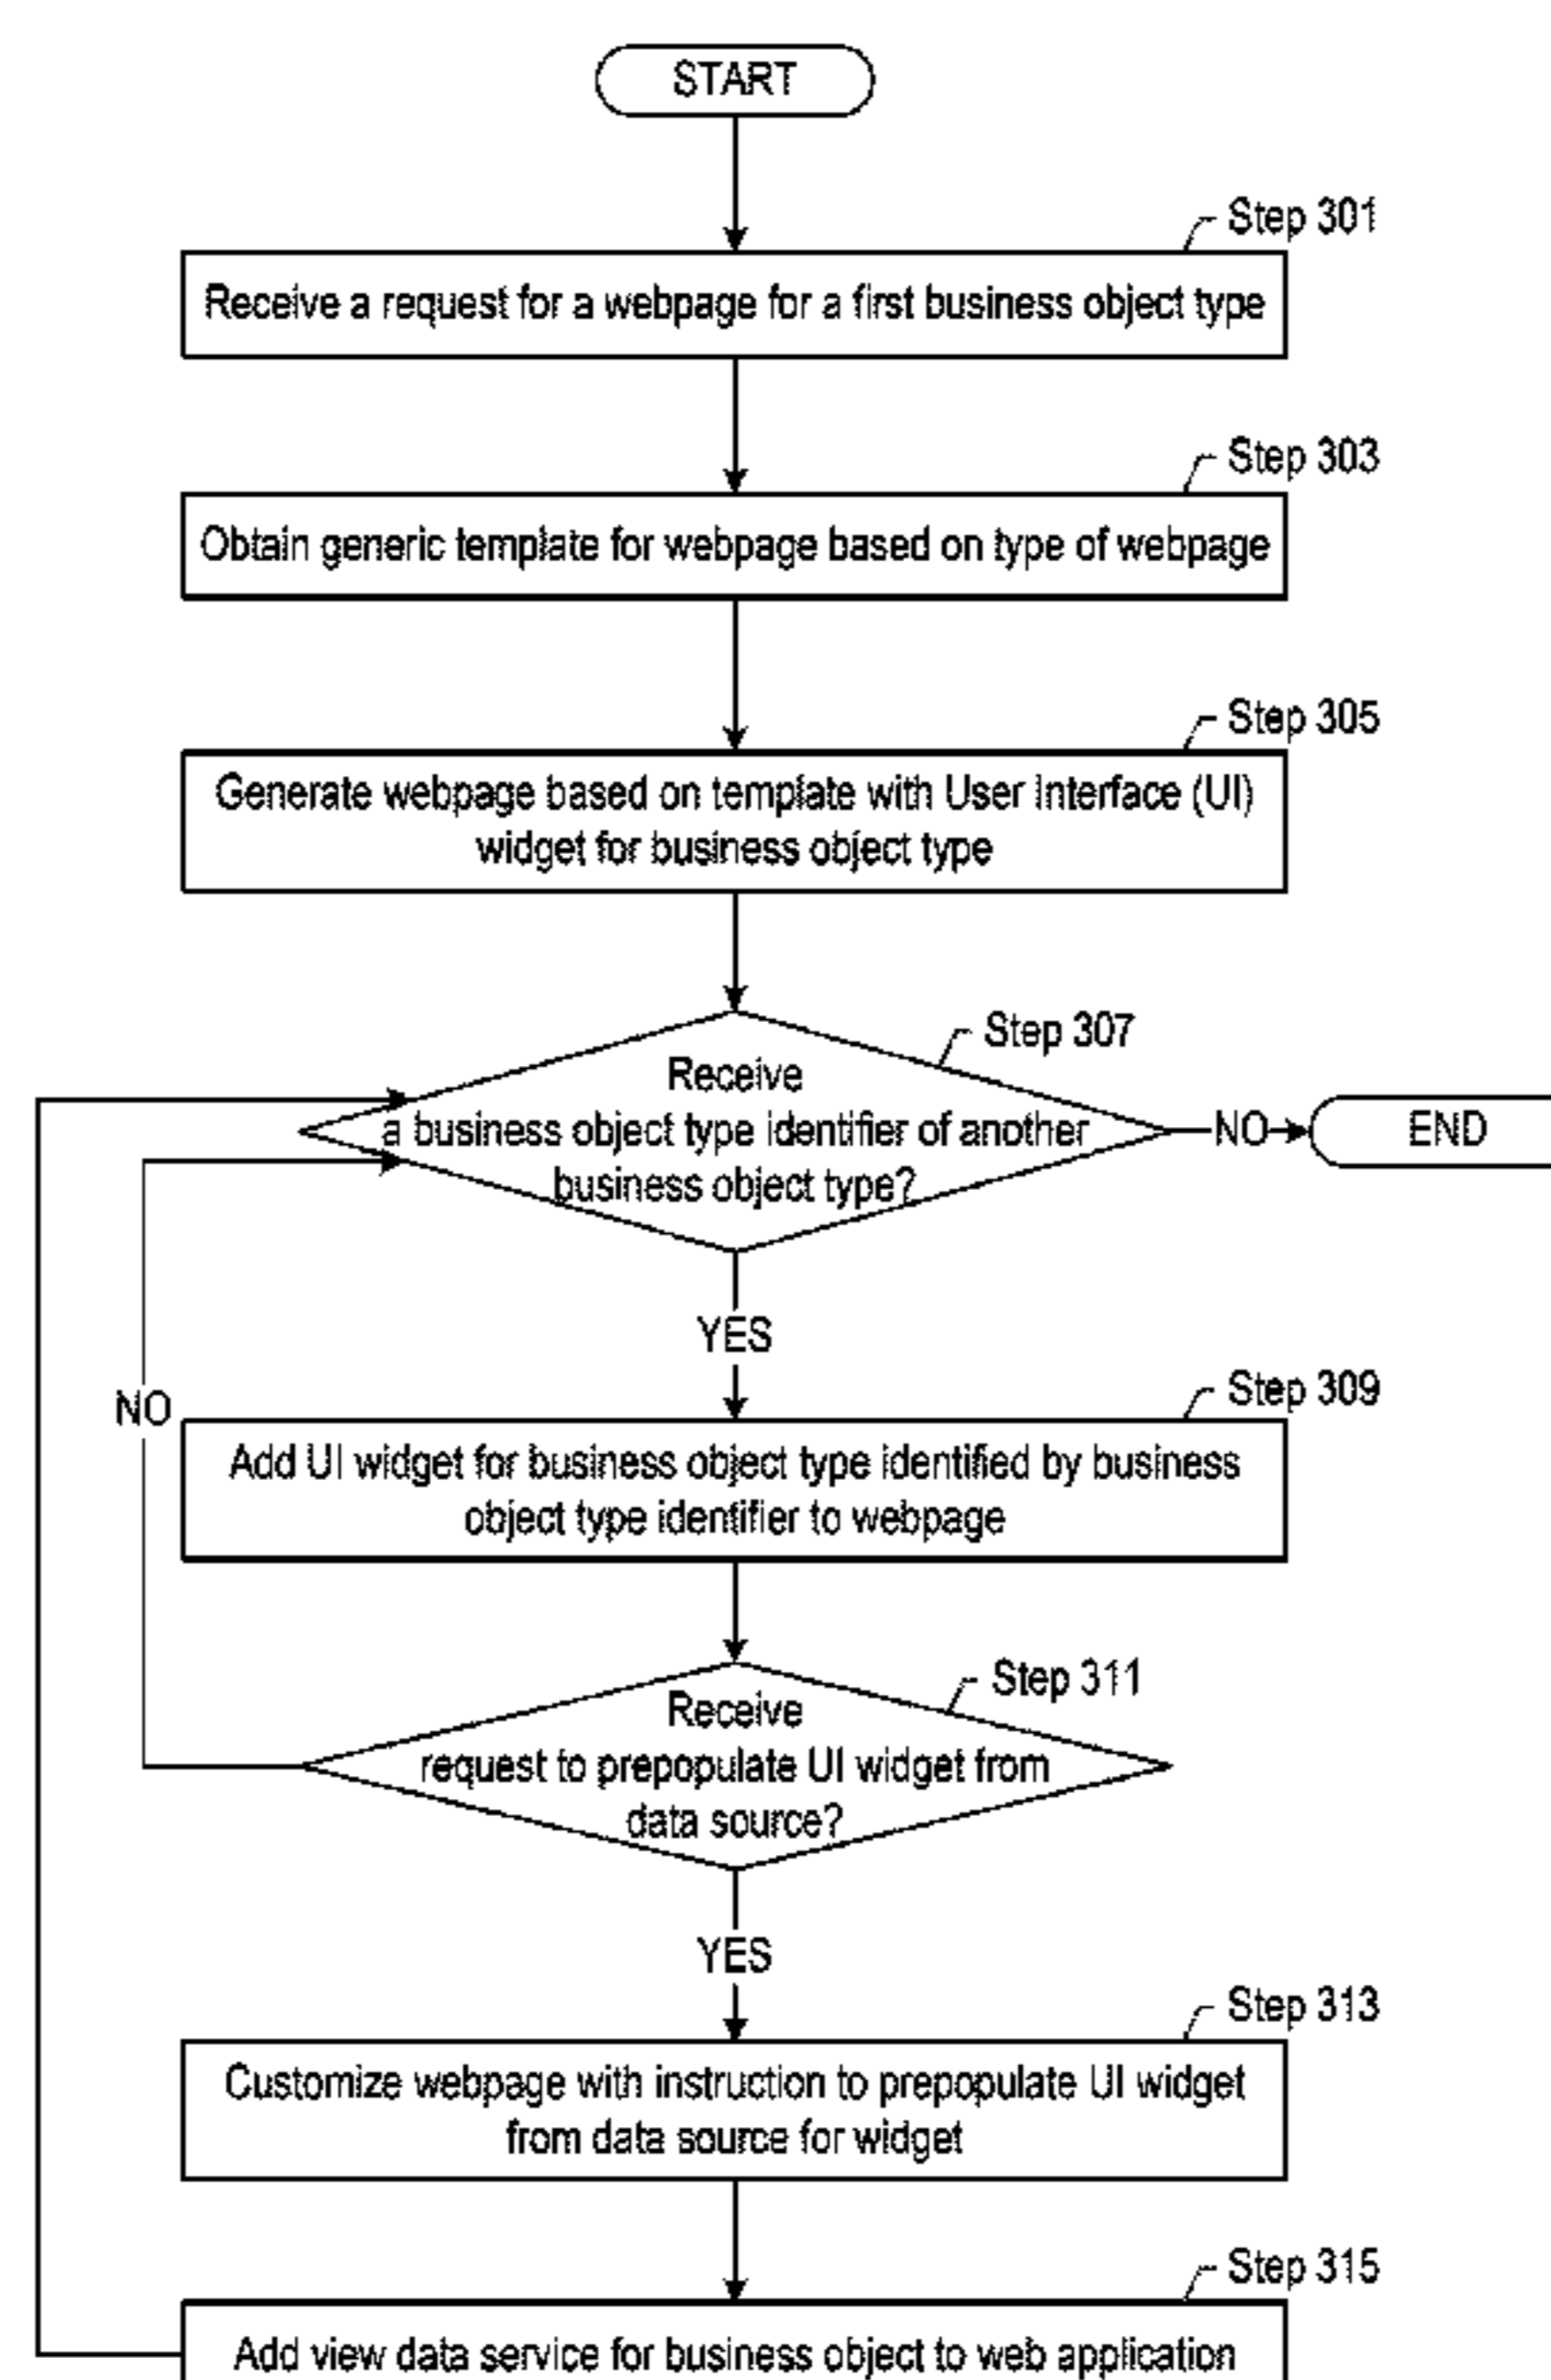 START
Step 301
Receive a request for a webpage for a first business object type
Step 303
Obtain generic template for webpage based on type of webpage
Step 305
Generate webpage based on template with User Interface (UI)
widget for business object type
Step 307
Receive
a business object type identifier of another
business object type?
NO
END
YES
NO
Step 309
Add UI widget for business object type identified by business
object type identifier to webpage
Step 311
Receive
request to prepopulate UI widget from
data source?
YES
Step 313
Customize webpage with instruction to prepopulate UI widget
from data source for widget
Step 315
Add view data service for business object to web application